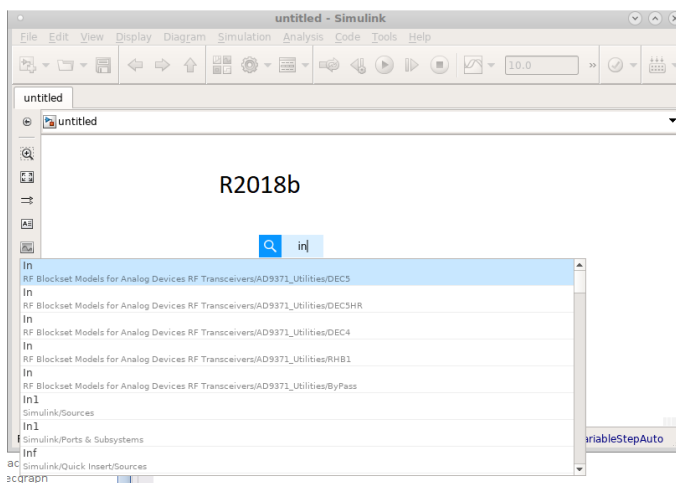 untitled - Simulink
File Edit View Display Diagram Simulation Analysis Code Tools Help
10.0 »
untitled
untitled
R2018b
in
In
RF Blockset Models for Analog Devices RF Transceivers/AD9371_Utilities/DEC5
In
RF Blockset Models for Analog Devices RF Transceivers/AD9371_Utilities/DEC5HR
In
RF Blockset Models for Analog Devices RF Transceivers/AD9371_Utilities/DEC4
In
RF Blockset Models for Analog Devices RF Transceivers/AD9371_Utilities/RHB1
In
RF Blockset Models for Analog Devices RF Transceivers/AD9371_Utilities/ByPass
In1
Simulink/Sources
In1
Simulink/Ports & Subsystems
ariableStepAuto
Inf
Simulink/Quick Insert/Sources
ecgraph